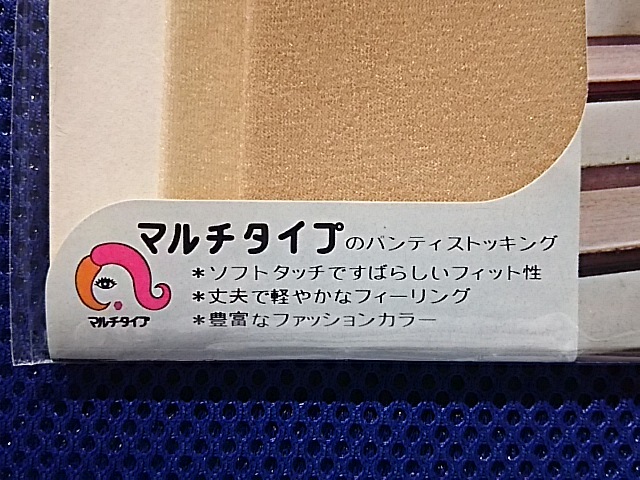 マルチタイプのパンティストッキング
*ソフトタッチですばらしいフィット性
*丈夫で軽やかなフィーリング
*豊富なファッションカラー
マルチタイプ